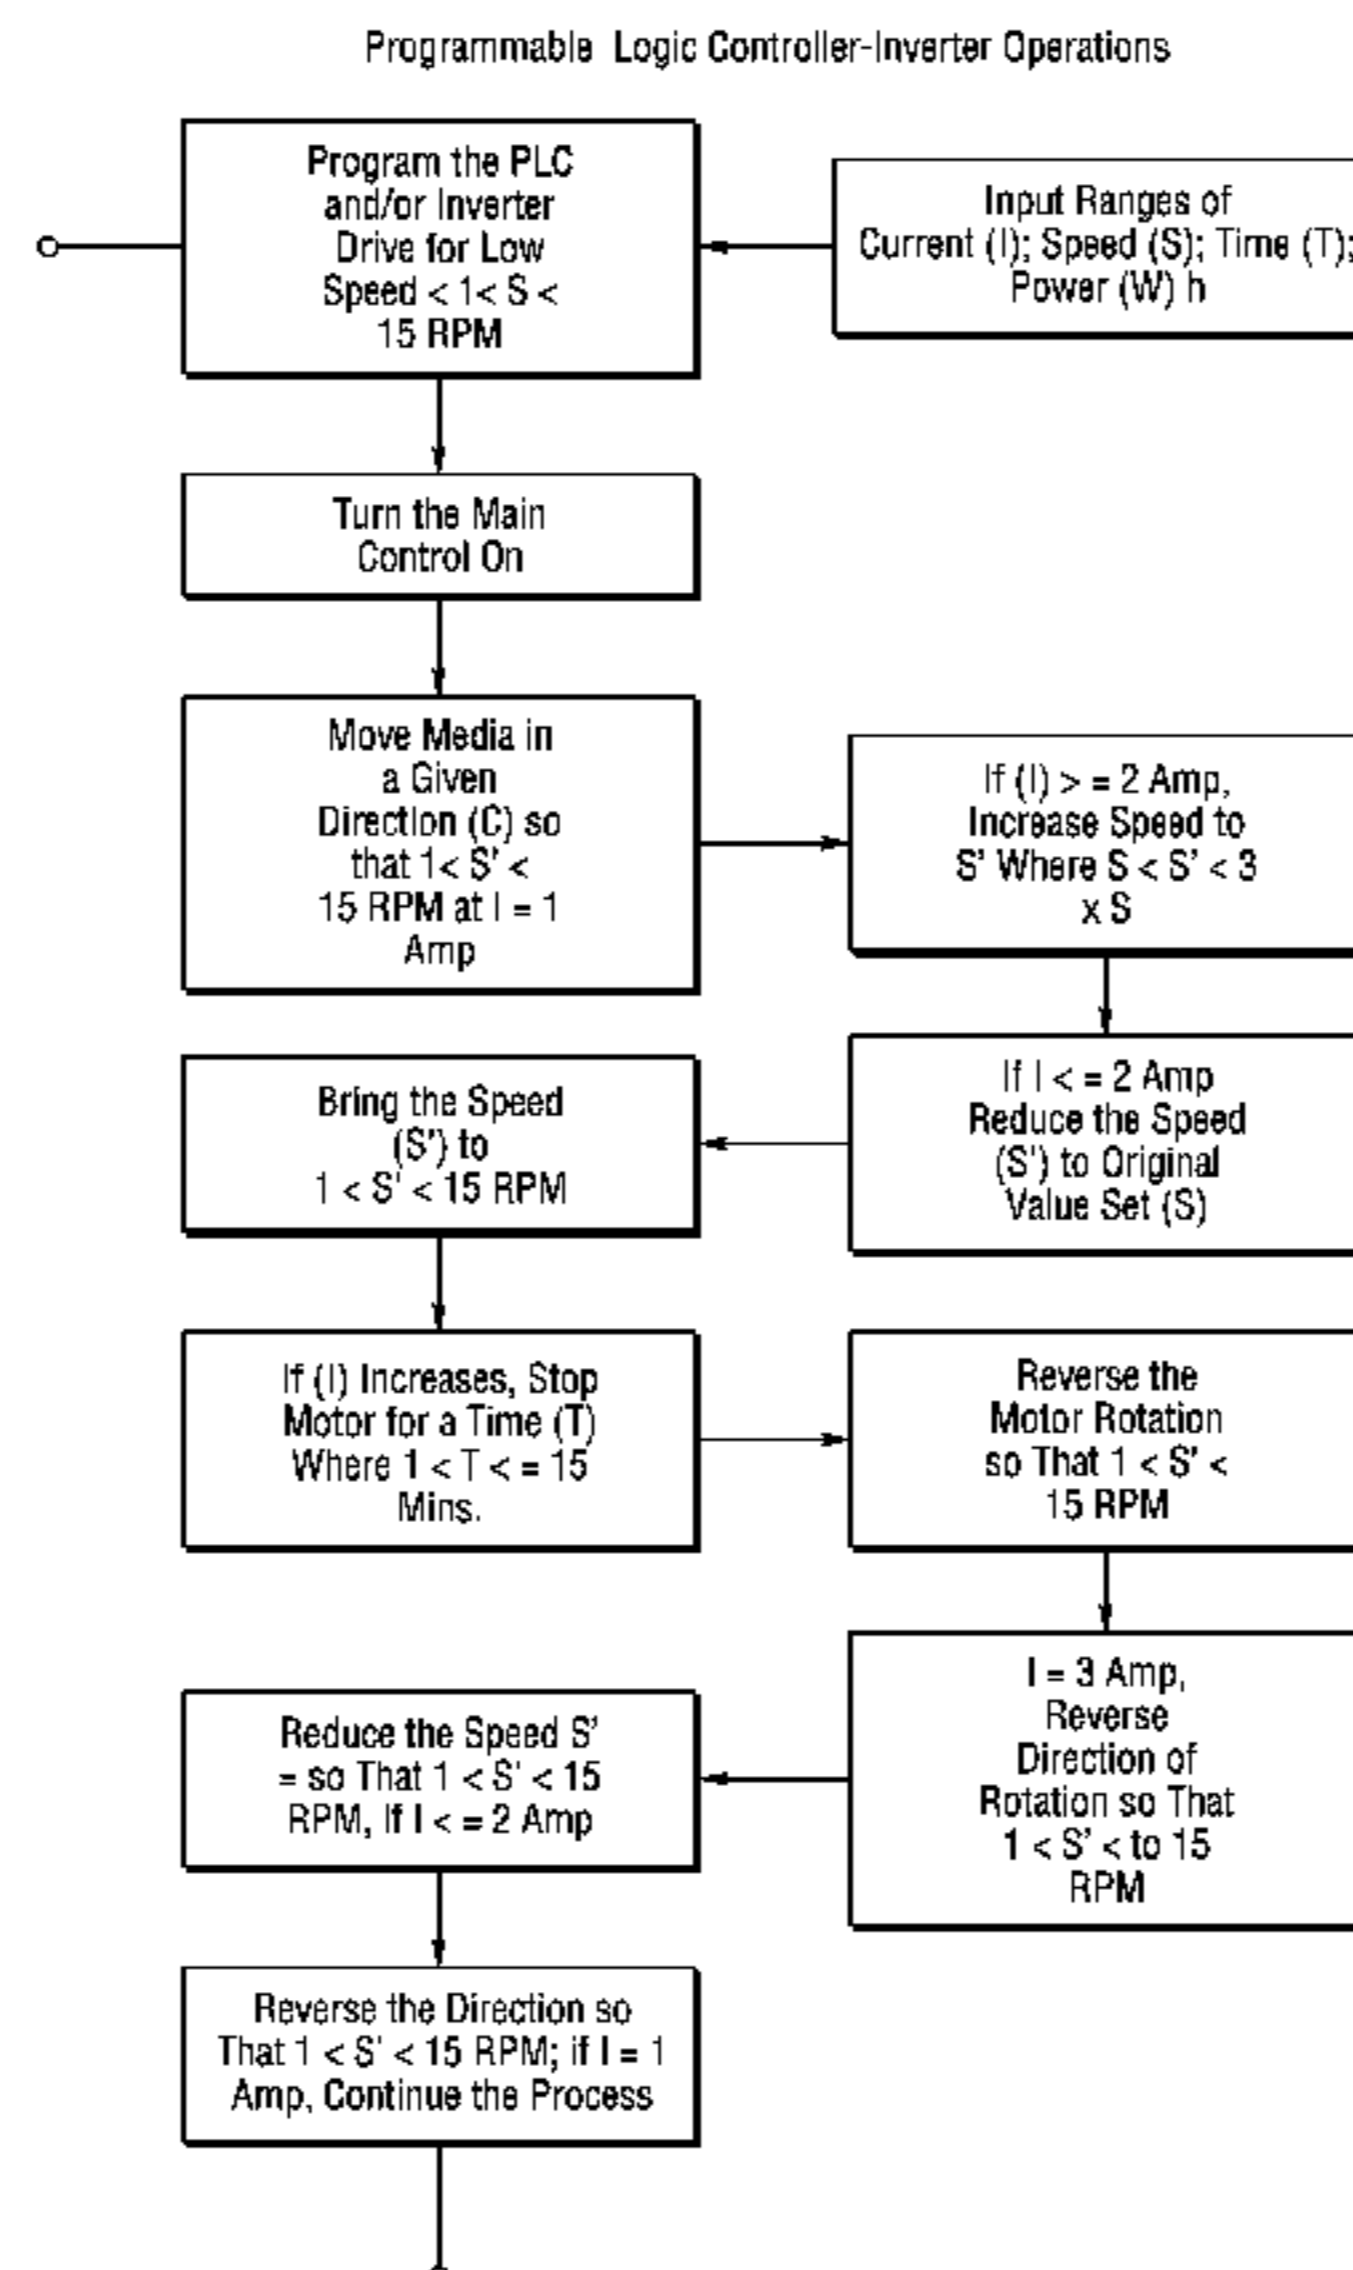 Programmable Logic Controller-Inverter Operations
Program the PLC
and/or Inverter
Drive for Low
Speed < 1< S <
15 RPM
Input Ranges of
Current (I); Speed (S); Time (T);
Power (W) h
Turn the Main
Control On
Move Media in
a Given
Direction (C) so
that 1< S' <
15 RPM at I = 1
Amp
If (I) > = 2 Amp,
Increase Speed to
S' Where S < S' < 3
x S
If I < = 2 Amp
Reduce the Speed
(S') to Original
Value Set (S)
Bring the Speed
(S') to
1 < S' < 15 RPM
If (I) Increases, Stop
Motor for a Time (T)
Where 1 < T < = 15
Mins.
Reverse the
Motor Rotation
so That 1 < S' <
15 RPM
I = 3 Amp,
Reverse
Direction of
Rotation so That
1 < S' < to 15
RPM
Reduce the Speed S'
= so That 1 < S' < 15
RPM, If I < = 2 Amp
Reverse the Direction so
That 1 < S' < 15 RPM; if I = 1
Amp, Continue the Process